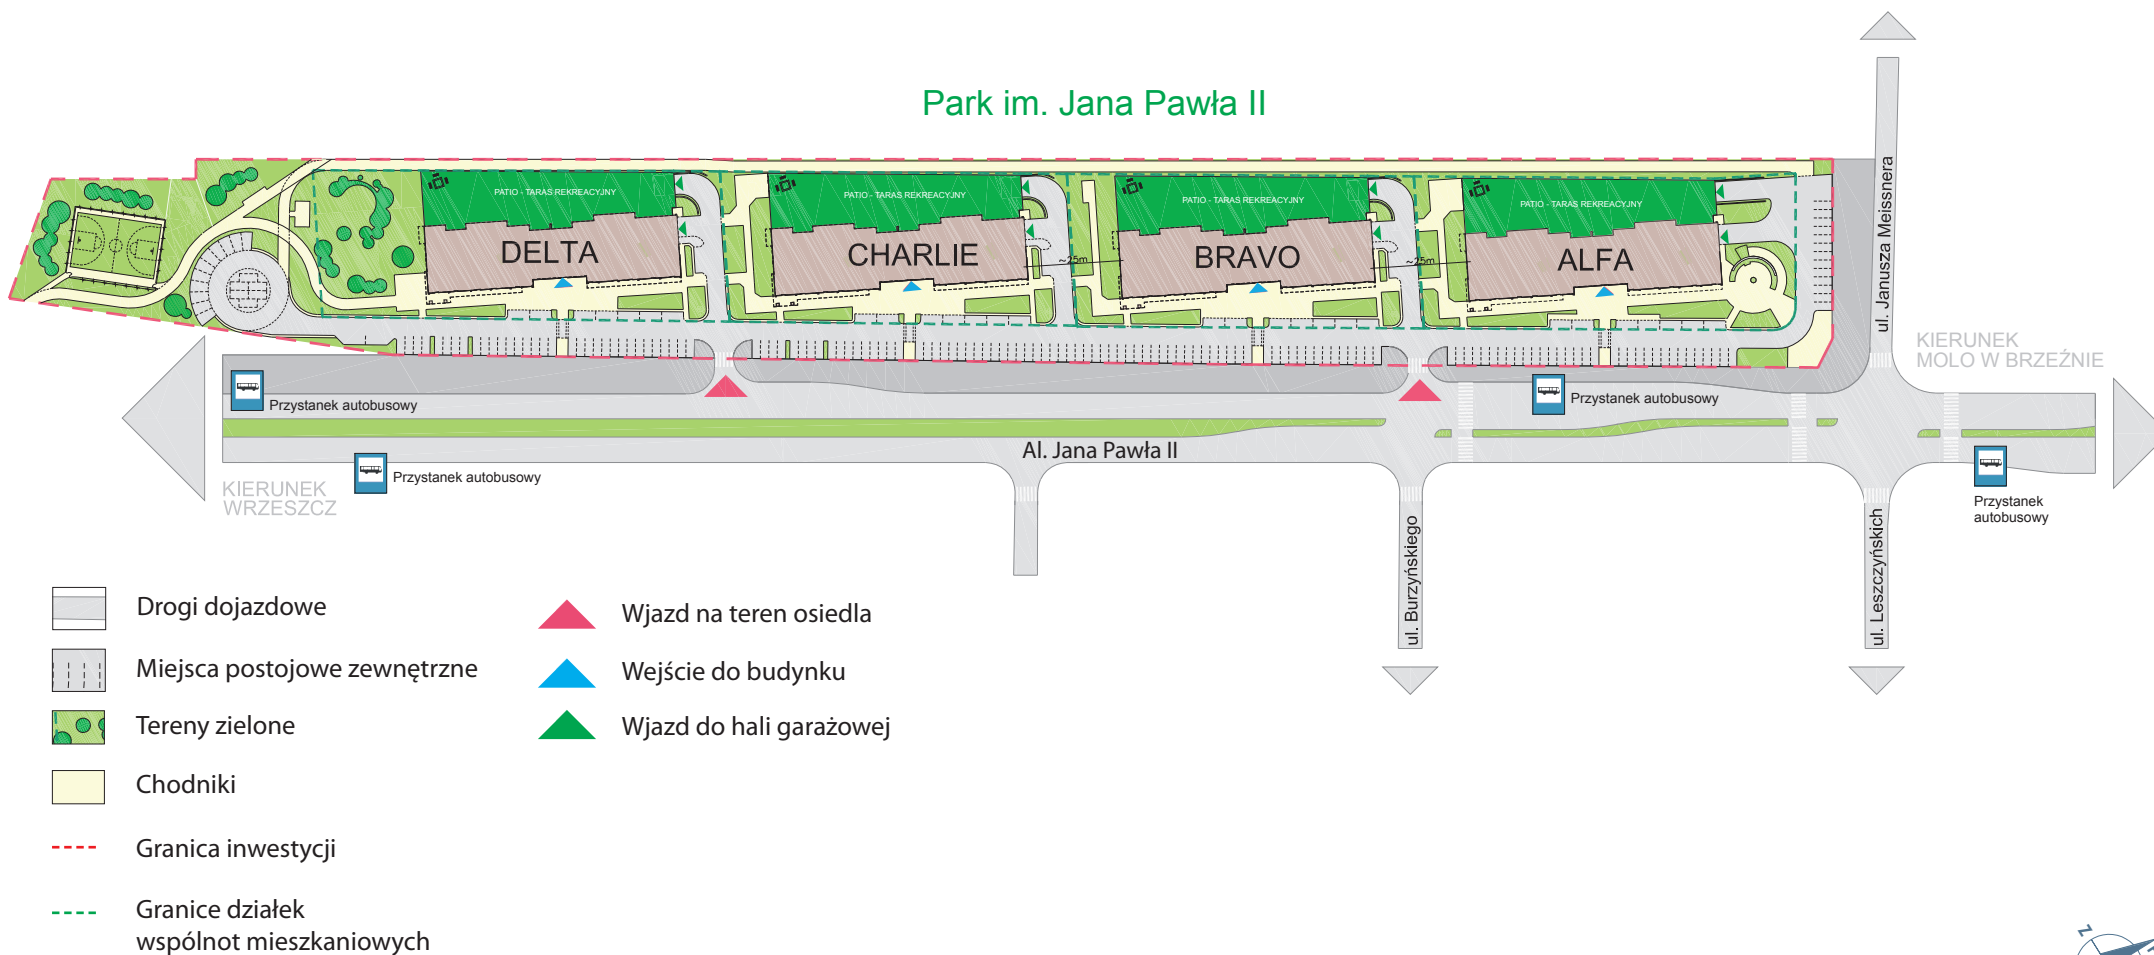 Park im. Jana Pawła II
PATIO - TARAS REKREACYJNY
PATIO - TARAS REKREACYJNY
PATIO - TARAS REKREACYJNY
PATIO - TARAS REKREACYJNY
DELTA
CHARLIE
BRAVO
ALFA
~25m
~25m
ul. Janusza Meissnera
KIERUNEK
MOLO W BRZEŹNIE
Przystanek autobusowy
Przystanek autobusowy
Al. Jana Pawła II
Przystanek autobusowy
KIERUNEK
WRZESZCZ
Przystanek
autobusowy
ul. Burzyńskiego
ul. Leszczyńskich
Drogi dojazdowe
Miejsca postojowe zewnętrzne
Tereny zielone
Chodniki
Granica inwestycji
Granice działek
wspólnot mieszkaniowych
Wjazd na teren osiedla
Wejście do budynku
Wjazd do hali garażowej
Z